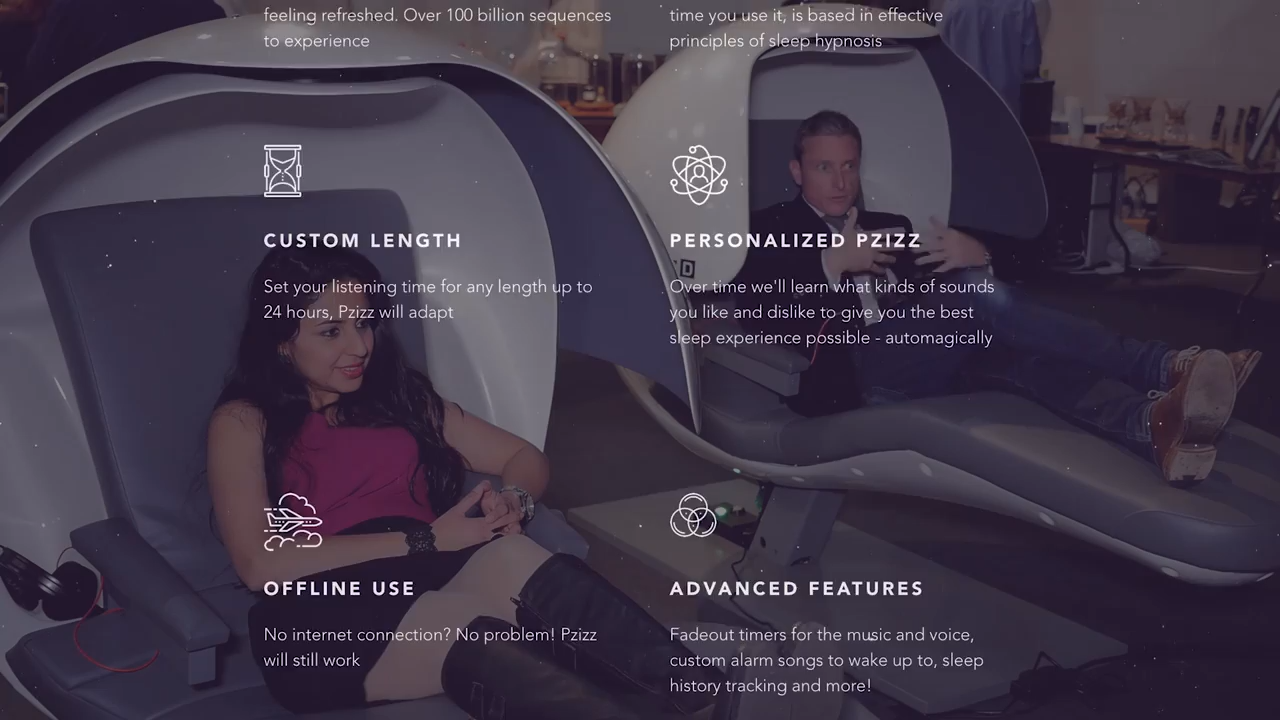 feeling refreshed. Over 100 billion sequences
to experience
time you use it, is based in effective
principles of sleep hypnosis
CUSTOM LENGTH
Set your listening time for any length up to
24 hours, Pzizz will adapt
PERSONALIZED PZIZZ
Over time we'll learn what kinds of sounds
you like and dislike to give you the best
sleep experience possible - automagically
OFFLINE USE
No internet connection? No problem! Pzizz
will still work
ADVANCED FEATURES
Fadeout timers for the music and voice,
custom alarm songs to wake up to, sleep
history tracking and more!